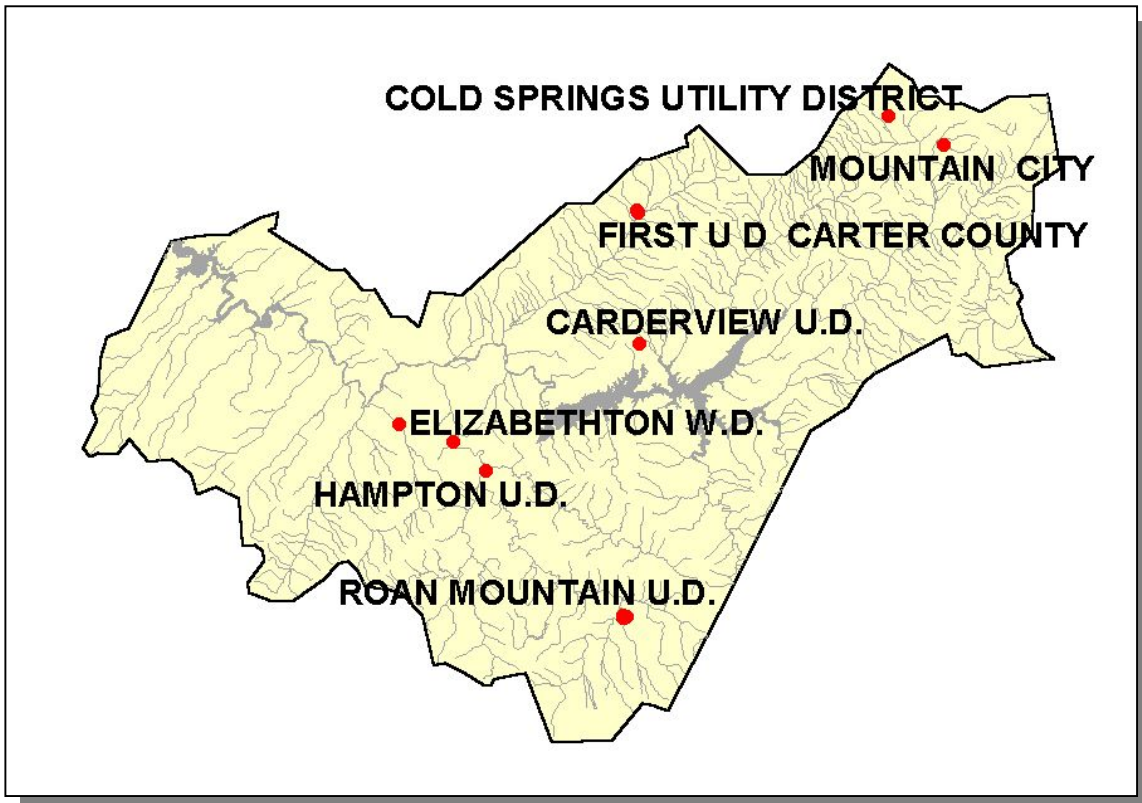 COLD SPRINGS UTILITY DISTRICT
MOUNTAIN CITY
FIRST U D CARTER COUNTY
CARDERVIEW U.D.
ELIZABETHTON W.D.
HAMPTON U.D.
ROAN MOUNTAIN U.D.